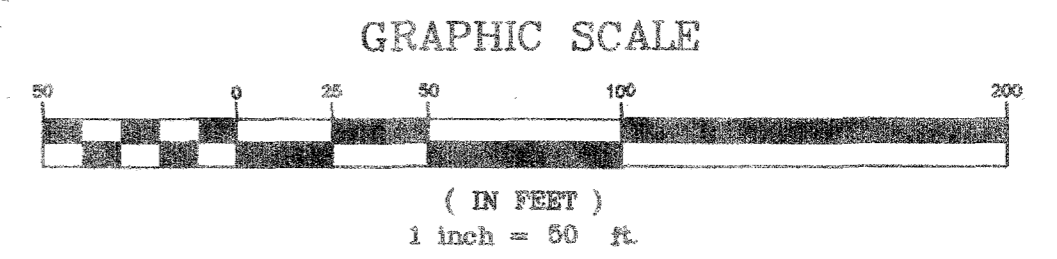 GRAPHIC SCALE
50 0 25 50 100 200
( IN FEET )
1 inch = 50 ft.